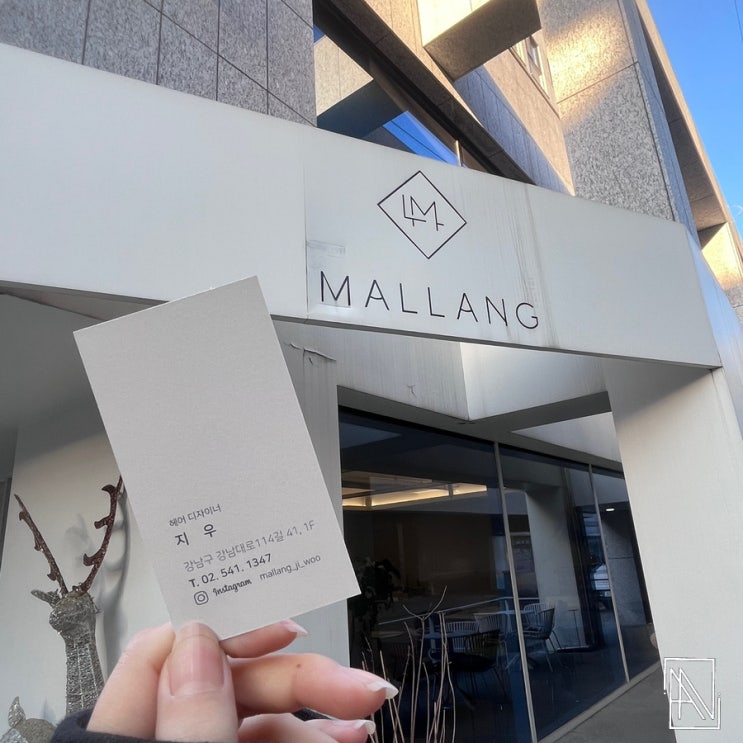 MALLANG
헤어 디자이너
지 우
강남구 강남대로114길 41, 1F
T. 02. 541. 1347
Instagram mallang_ji_woo